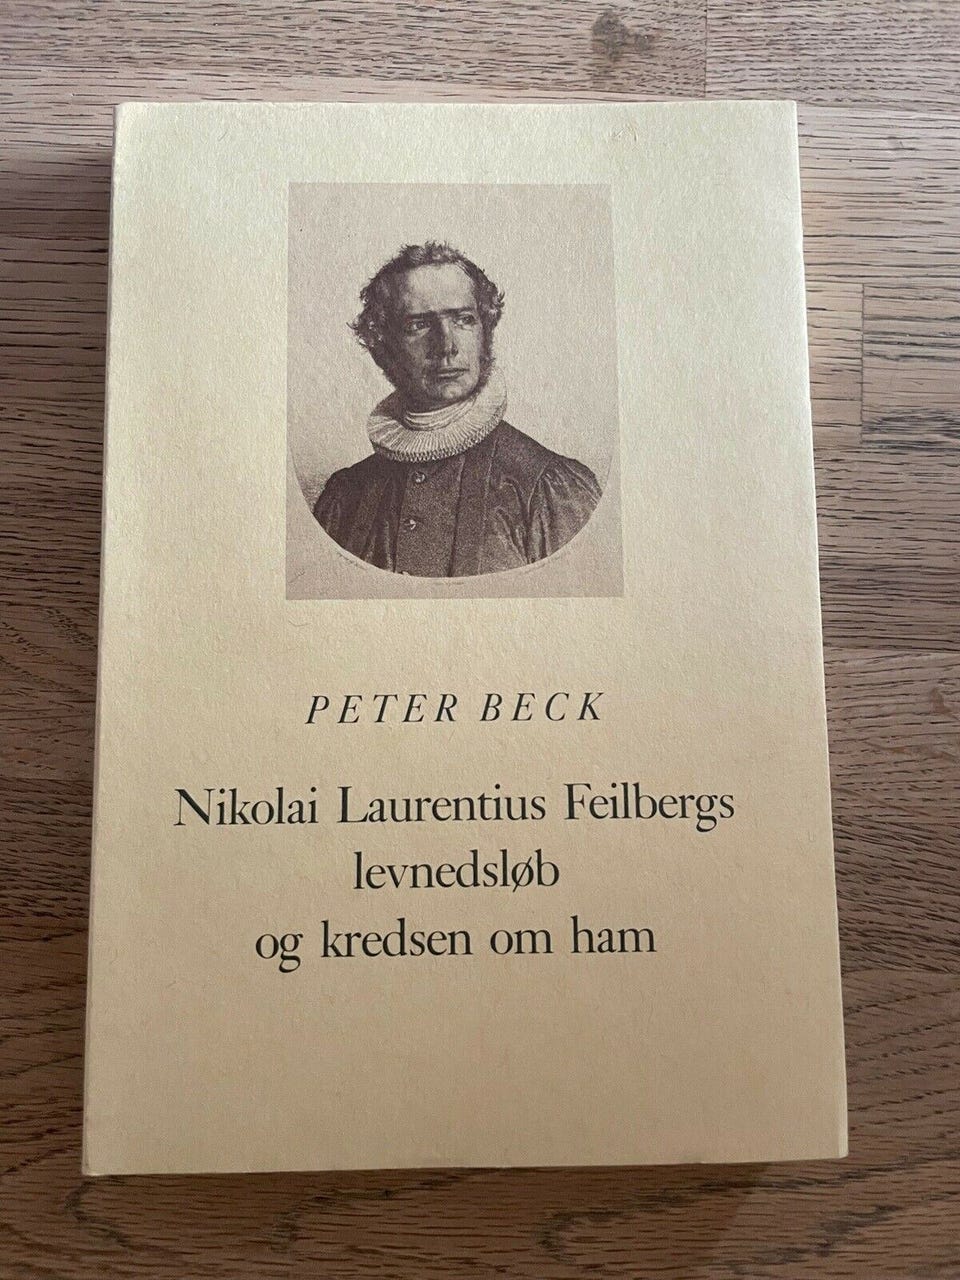 PETER BECK
Nikolai Laurentius Feilbergs
levnedsløb
og kredsen om ham